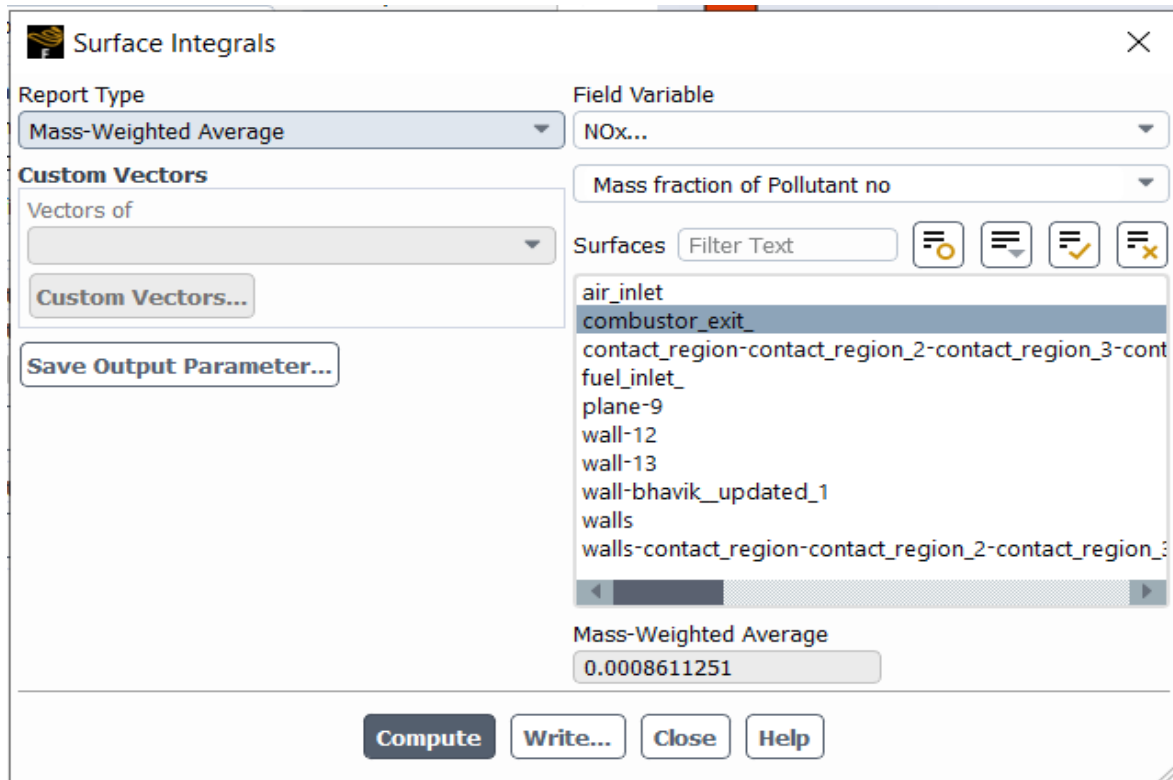 Surface Integrals
Report Type
Mass-Weighted Average
Custom Vectors
Vectors of
Custom Vectors...
Save Output Parameter...
Field Variable
NOx...
Mass fraction of Pollutant no
Surfaces Filter Text
air_inlet
combustor_exit_
contact_region-contact_region_2-contact_region_3-cont
fuel_inlet_
plane-9
wall-12
wall-13
wall-bhavik__updated_1
walls
walls-contact_region-contact_region_2-contact_region_3
Mass-Weighted Average
0.0008611251
Compute Write... Close Help